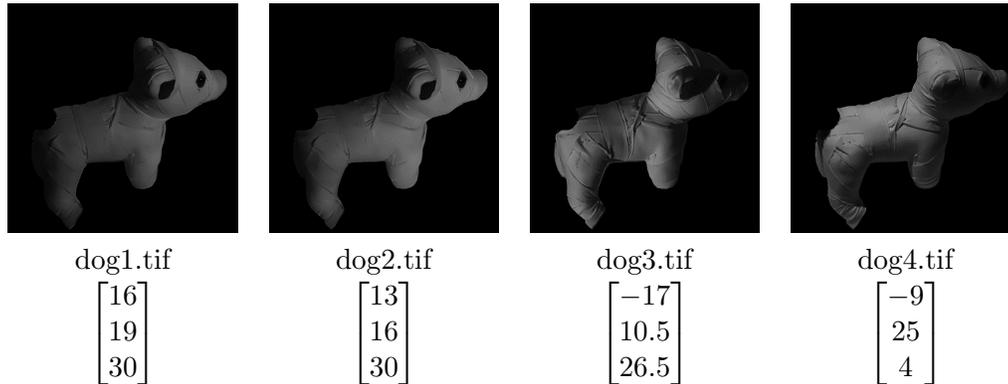 dog1.tif dog2.tif dog3.tif dog4.tif
16 13 −17 −9
19 16 10.5 25
30 30 26.5 4